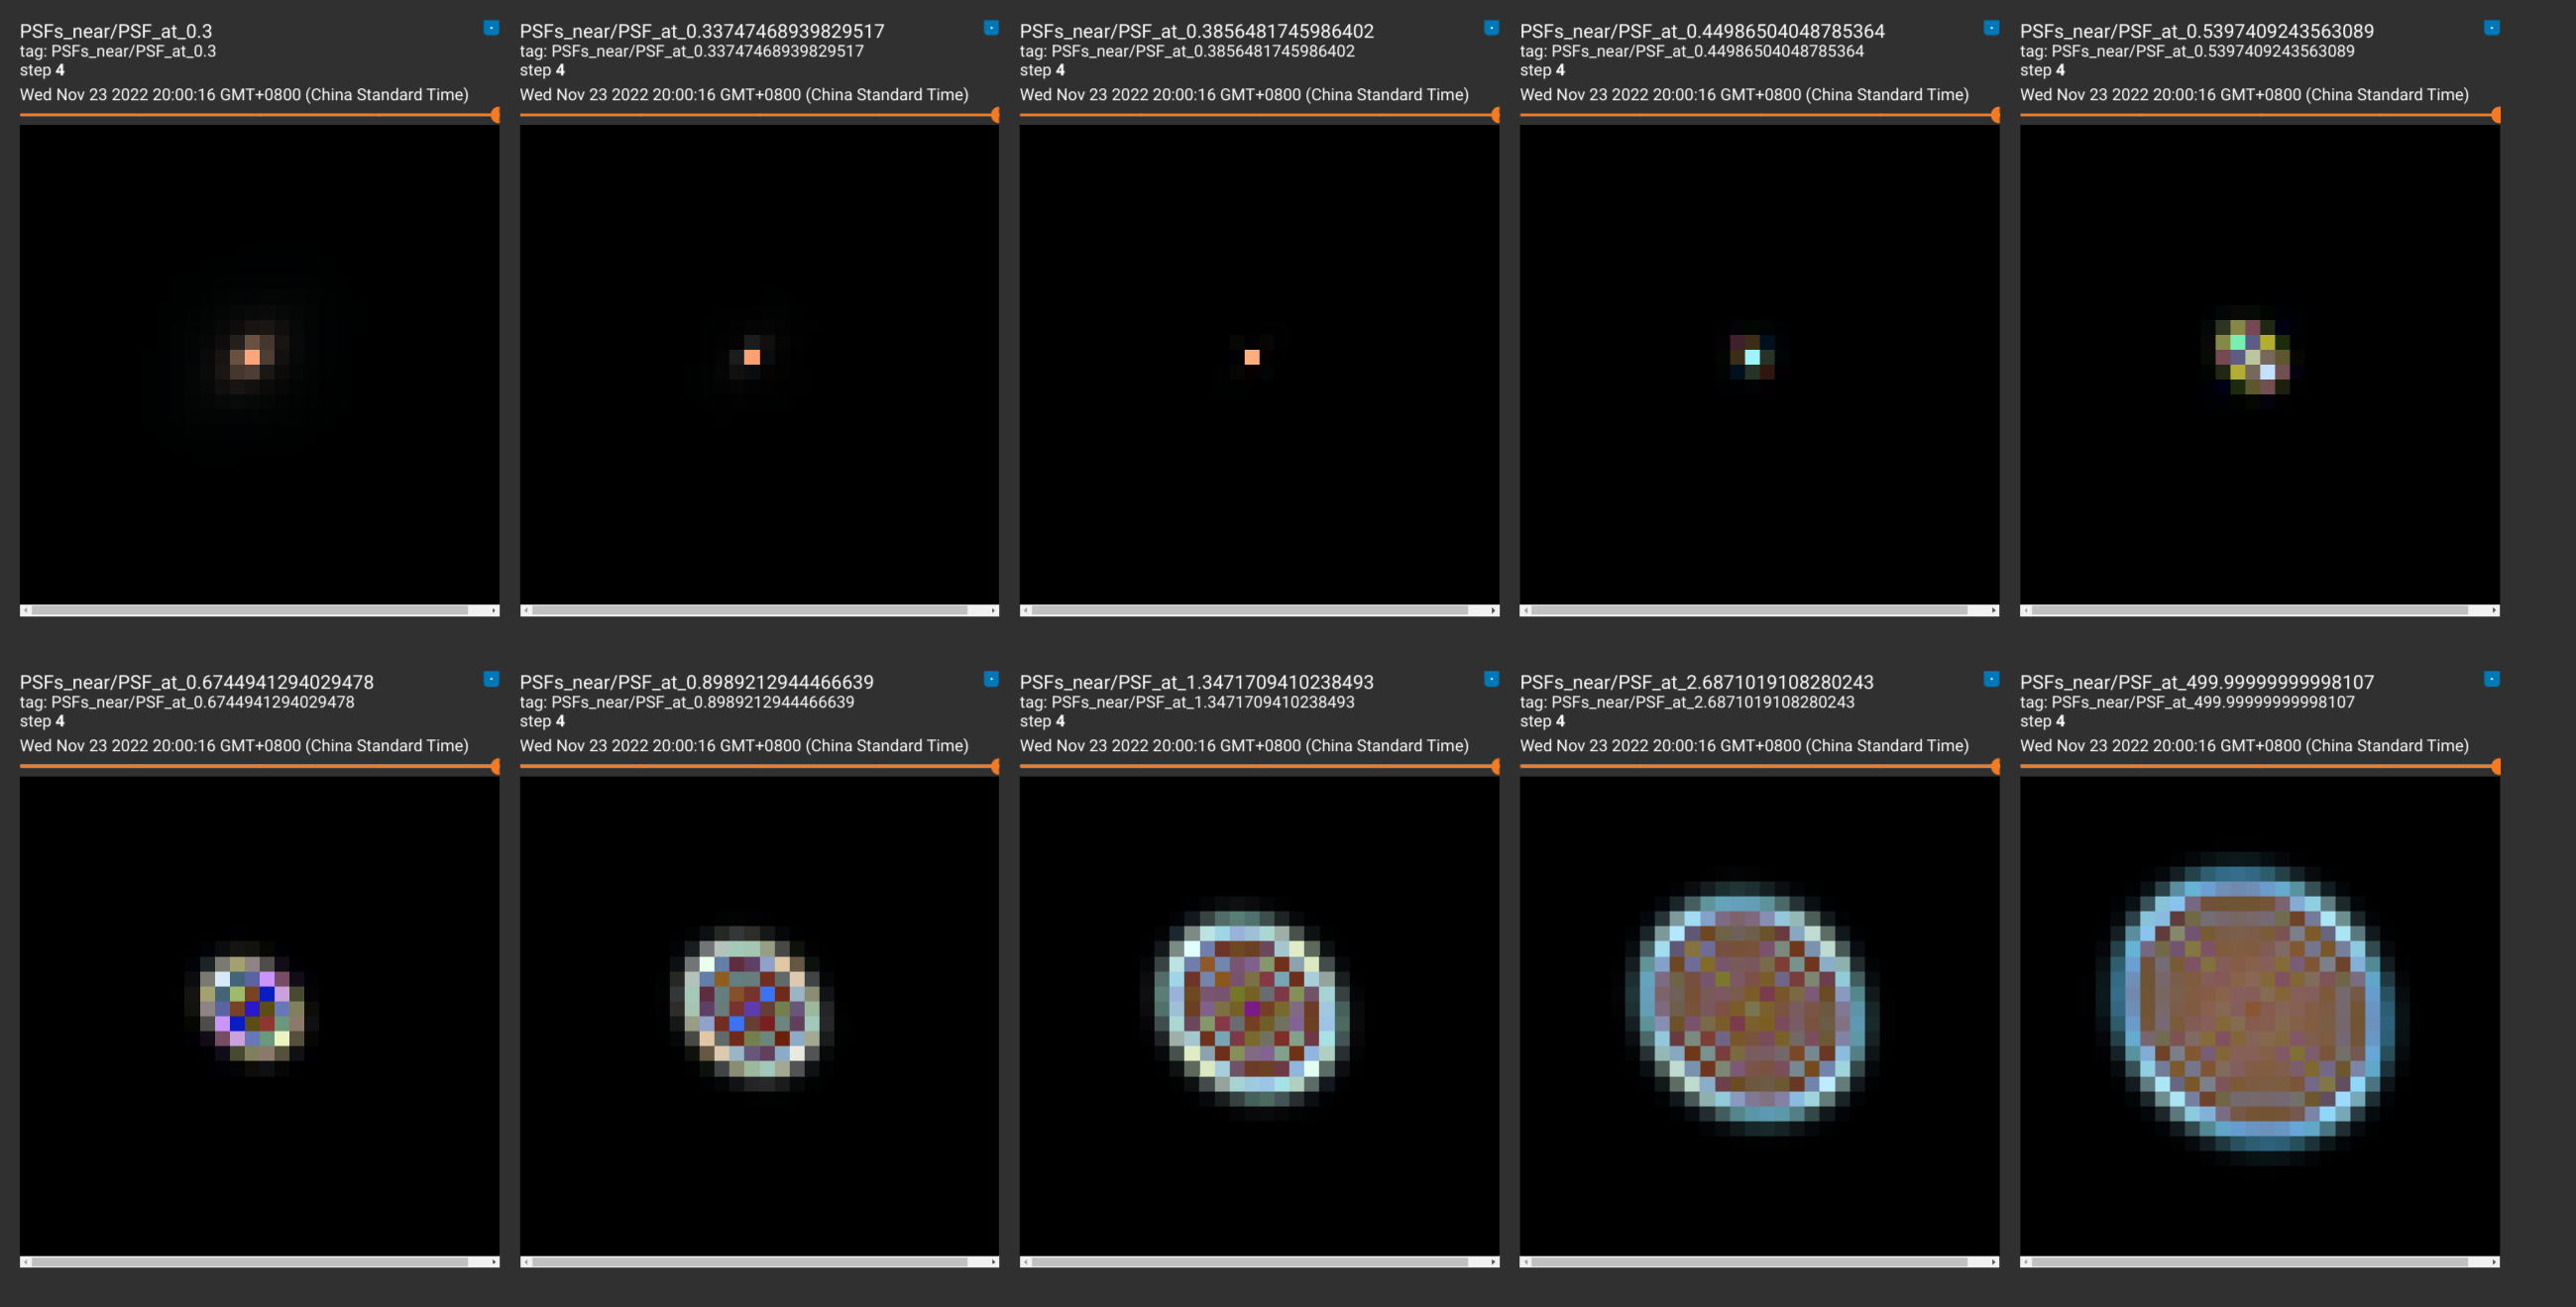 PSFs_near/PSF_at_0.3
tag: PSFs_near/PSF_at_0.3
step 4
Wed Nov 23 2022 20:00:16 GMT+0800 (China Standard Time)
PSFs_near/PSF_at_0.33747468939829517
tag: PSFs_near/PSF_at_0.33747468939829517
step 4
Wed Nov 23 2022 20:00:16 GMT+0800 (China Standard Time)
PSFs_near/PSF_at_0.3856481745986402
tag: PSFs_near/PSF_at_0.3856481745986402
step 4
Wed Nov 23 2022 20:00:16 GMT+0800 (China Standard Time)
PSFs_near/PSF_at_0.44986504048785364
tag: PSFs_near/PSF_at_0.44986504048785364
step 4
Wed Nov 23 2022 20:00:16 GMT+0800 (China Standard Time)
PSFs_near/PSF_at_0.5397409243563089
tag: PSFs_near/PSF_at_0.5397409243563089
step 4
Wed Nov 23 2022 20:00:16 GMT+0800 (China Standard Time)
PSFs_near/PSF_at_0.6744941294029478
tag: PSFs_near/PSF_at_0.6744941294029478
step 4
Wed Nov 23 2022 20:00:16 GMT+0800 (China Standard Time)
PSFs_near/PSF_at_0.8989212944466639
tag: PSFs_near/PSF_at_0.8989212944466639
step 4
Wed Nov 23 2022 20:00:16 GMT+0800 (China Standard Time)
PSFs_near/PSF_at_1.3471709410238493
tag: PSFs_near/PSF_at_1.3471709410238493
step 4
Wed Nov 23 2022 20:00:16 GMT+0800 (China Standard Time)
PSFs_near/PSF_at_2.6871019108280243
tag: PSFs_near/PSF_at_2.6871019108280243
step 4
Wed Nov 23 2022 20:00:16 GMT+0800 (China Standard Time)
PSFs_near/PSF_at_499.99999999998107
tag: PSFs_near/PSF_at_499.99999999998107
step 4
Wed Nov 23 2022 20:00:16 GMT+0800 (China Standard Time)